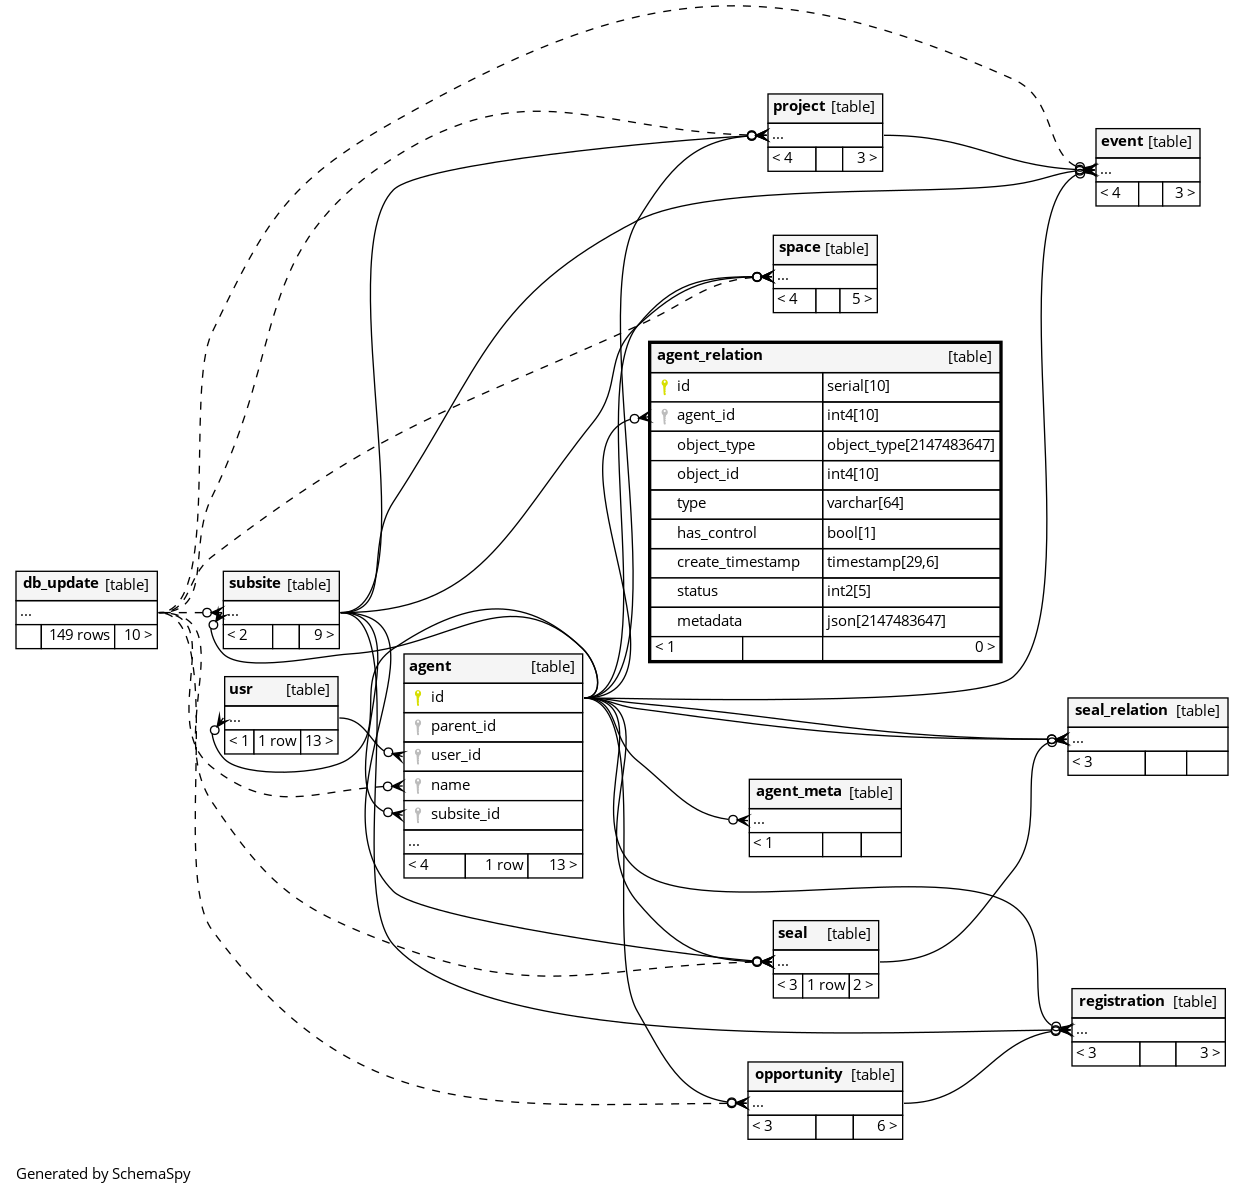 project [table]
...
< 4 3 >
event [table]
...
< 4 3 >
space [table]
...
< 4 5 >
agent_relation [table]
id serial[10]
agent_id int4[10]
object_type object_type[2147483647]
object_id int4[10]
type varchar[64]
has_control bool[1]
create_timestamp timestamp[29,6]
status int2[5]
metadata json[2147483647]
< 1 0 >
db_update [table]
...
149 rows 10 >
subsite [table]
...
< 2 9 >
usr [table]
...
< 1 1 row 13 >
agent [table]
id
parent_id
user_id
name
subsite_id
...
< 4 1 row 13 >
seal_relation [table]
...
< 3
agent_meta [table]
...
< 1
seal [table]
...
< 3 1 row 2 >
registration [table]
...
< 3 3 >
opportunity [table]
...
< 3 6 >
Generated by SchemaSpy